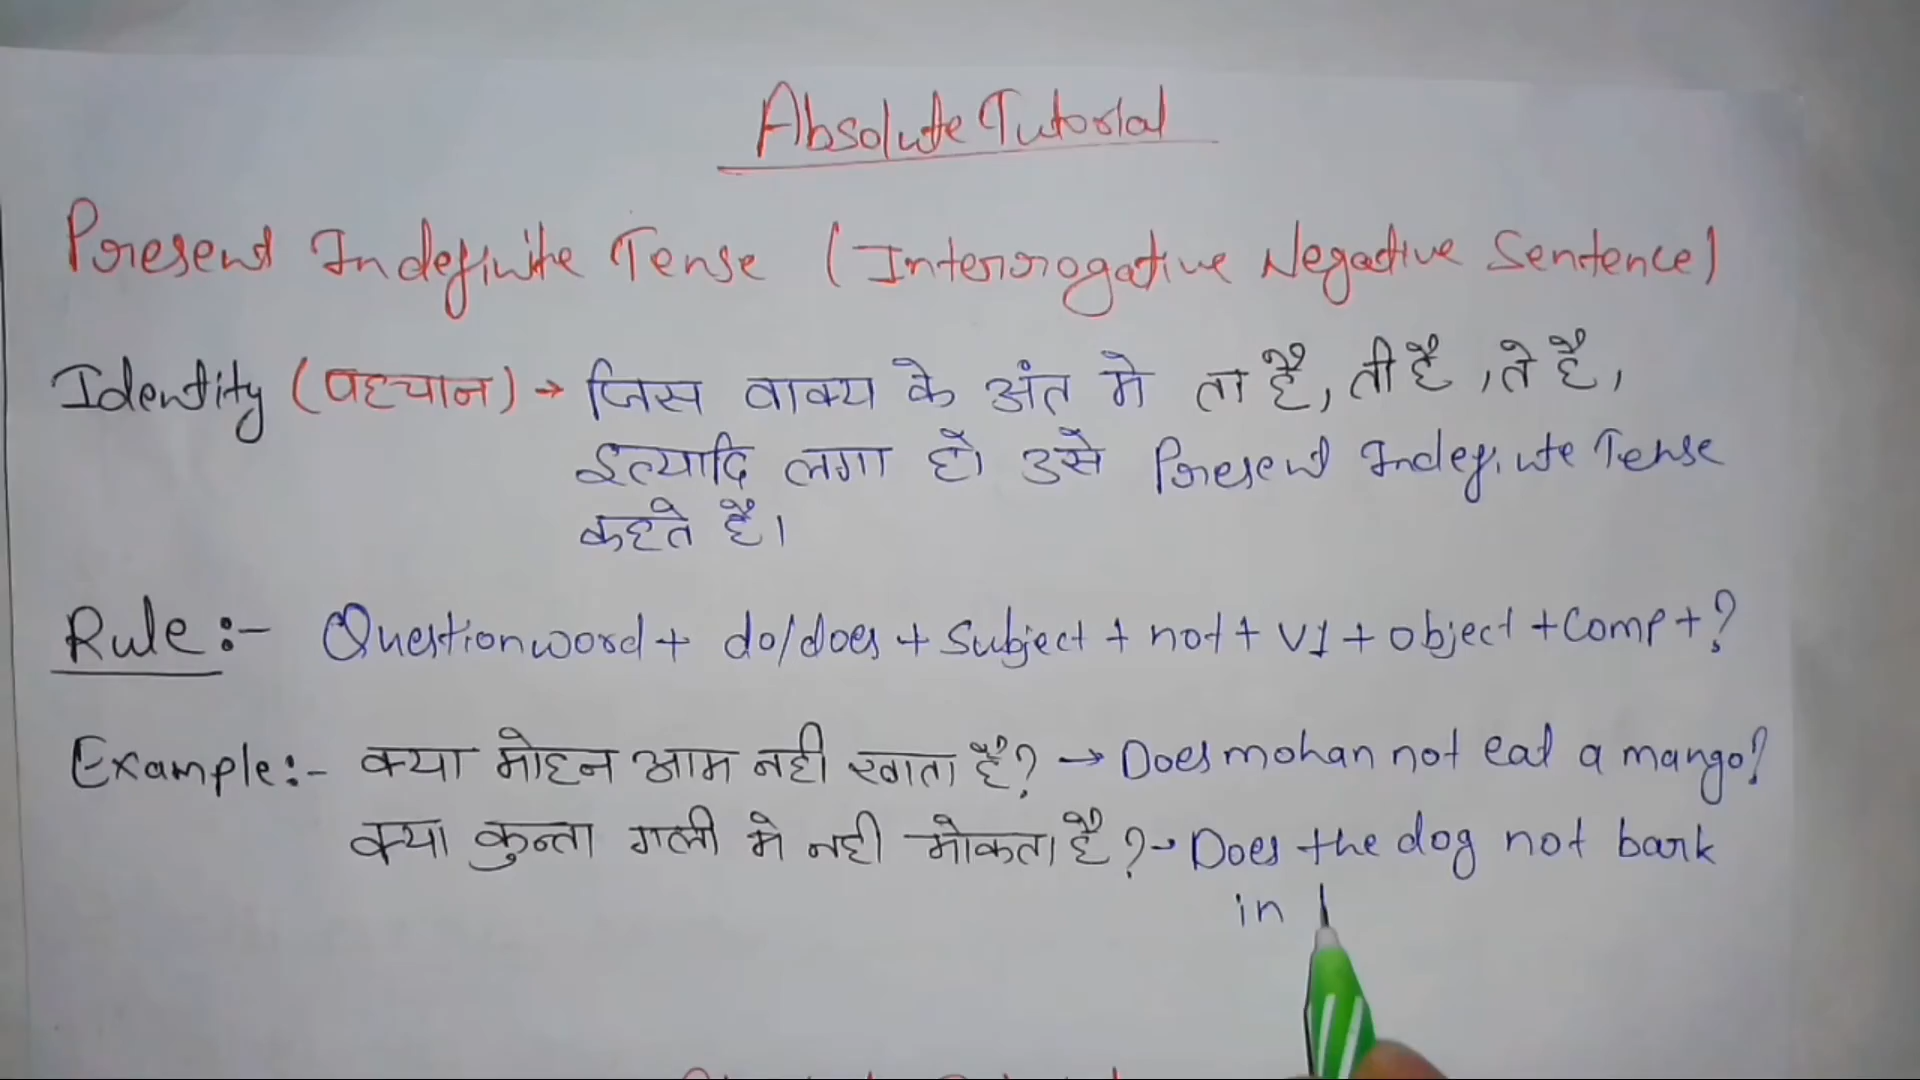 Absolute Tutorial
Present Indefinite Tense (Interrogative Negative Sentence)
Identity (पहचान) → जिस वाक्य के अंत मे ता है, ती है, ते है,
इत्यादि लगा हो उसे Present Indefinite Tense
कहते है।
Rule:- Question word + do/does + Subject + not + V1 + object + Comp + ?
Example:- क्या मोहन आम नही खाता है? → Does mohan not eat a mango?
क्या कुत्ता गली मे नही भोकता है? → Does the dog not bark
in